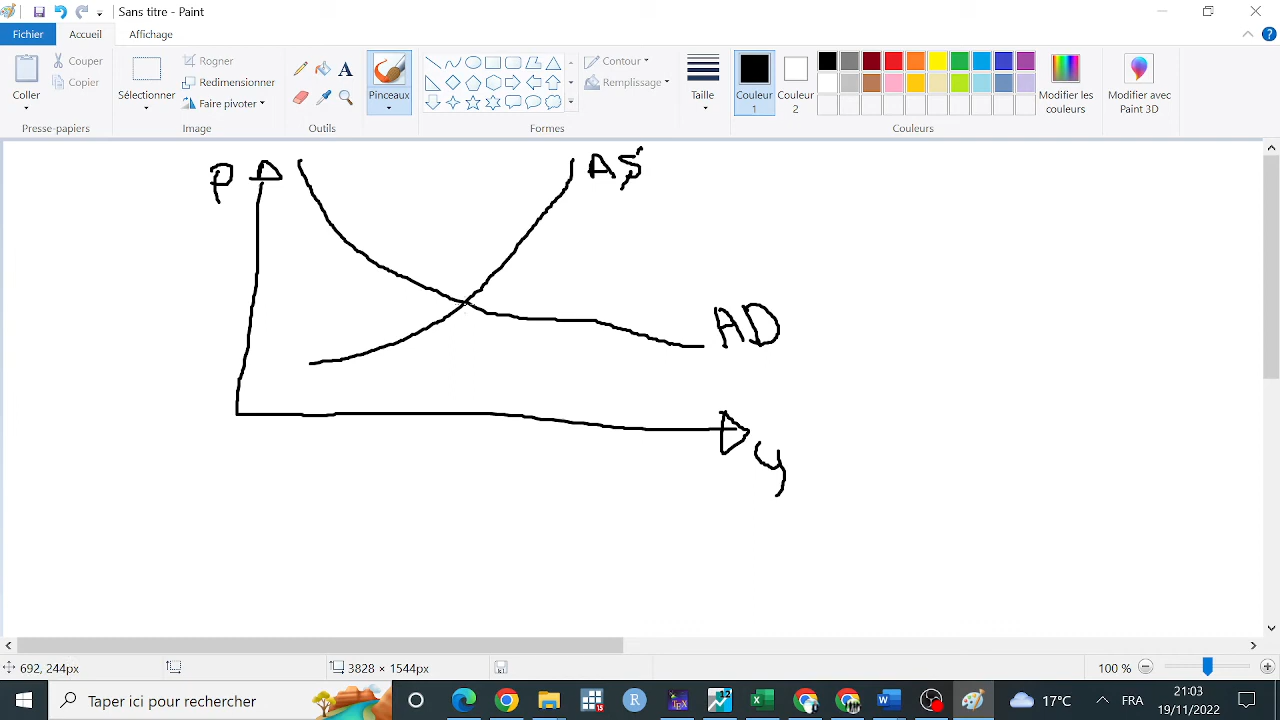 Sans titre - Paint
Fichier Accueil Affichage
Coller
Couper
Copier
Presse-papiers
Sélectionner
Rogner
Redimensionner
Faire pivoter
Image
A
Outils
Pinceaux
Formes
Contour
Remplissage
Taille
Couleur 1
Couleur 2
Couleurs
Modifier les couleurs
Modifier avec Paint 3D
P
AS
AD
y
692, 244px
3828 × 1544px
100 %
Taper ici pour rechercher
15
R
12
17°C
FRA
21:03
19/11/2022